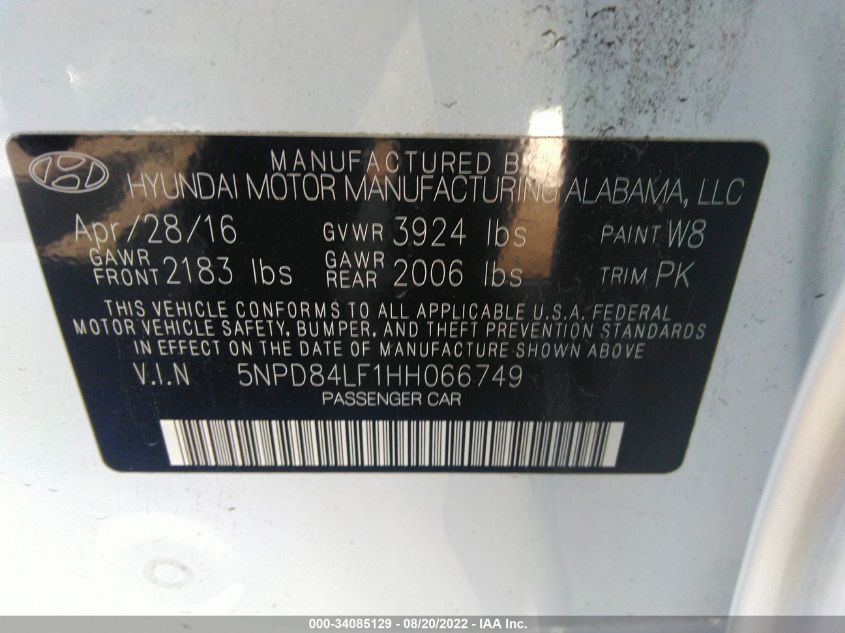 MANUFACTURED BY
HYUNDAI MOTOR MANUFACTURING ALABAMA, LLC
Apr/28/16 GVWR 3924 lbs PAINT W8
GAWR FRONT 2183 lbs GAWR REAR 2006 lbs TRIM PK
THIS VEHICLE CONFORMS TO ALL APPLICABLE U.S.A. FEDERAL
MOTOR VEHICLE SAFETY, BUMPER, AND THEFT PREVENTION STANDARDS
IN EFFECT ON THE DATE OF MANUFACTURE SHOWN ABOVE
V.I.N 5NPD84LF1HH066749
PASSENGER CAR
000-34085129 - 08/20/2022 - IAA Inc.